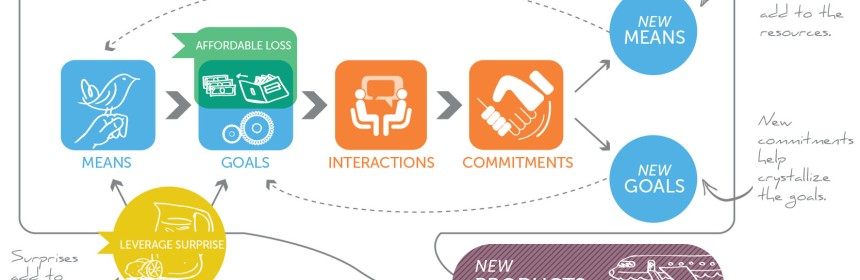 add to the
resources.
NEW
MEANS
AFFORDABLE LOSS
MEANS
GOALS
INTERACTIONS
COMMITMENTS
New
commitments
help
crystallize
the goals.
NEW
GOALS
LEVERAGE SURPRISE
Surprises
add to
NEW
PRODUCTS